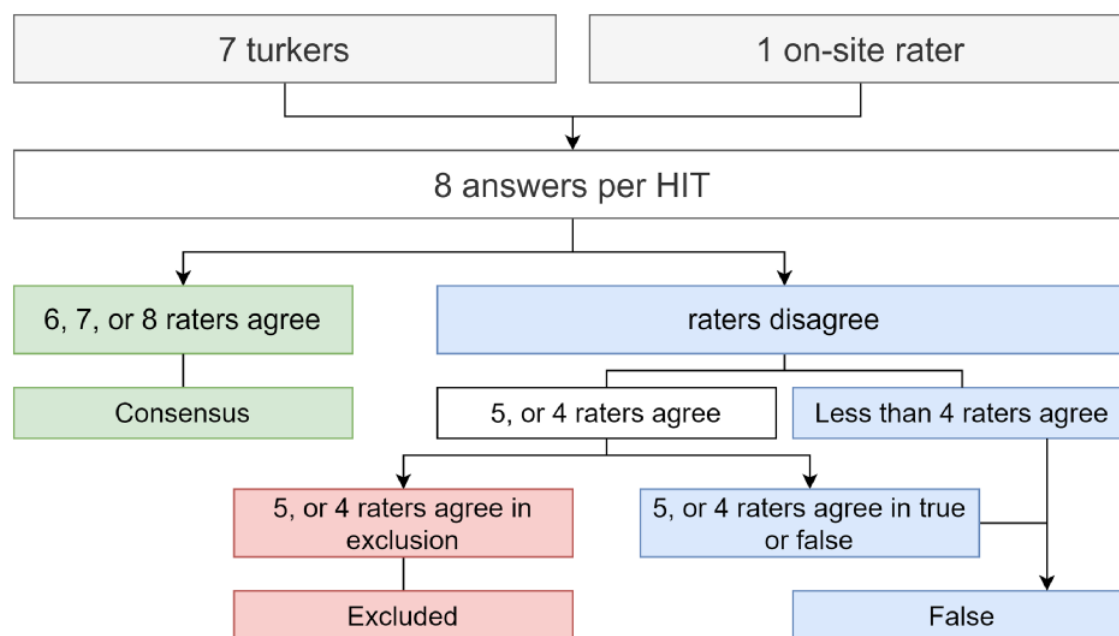 7 turkers
1 on-site rater
8 answers per HIT
6, 7, or 8 raters agree
raters disagree
Consensus
5, or 4 raters agree
Less than 4 raters agree
5, or 4 raters agree in
exclusion
5, or 4 raters agree in true
or false
Excluded
False